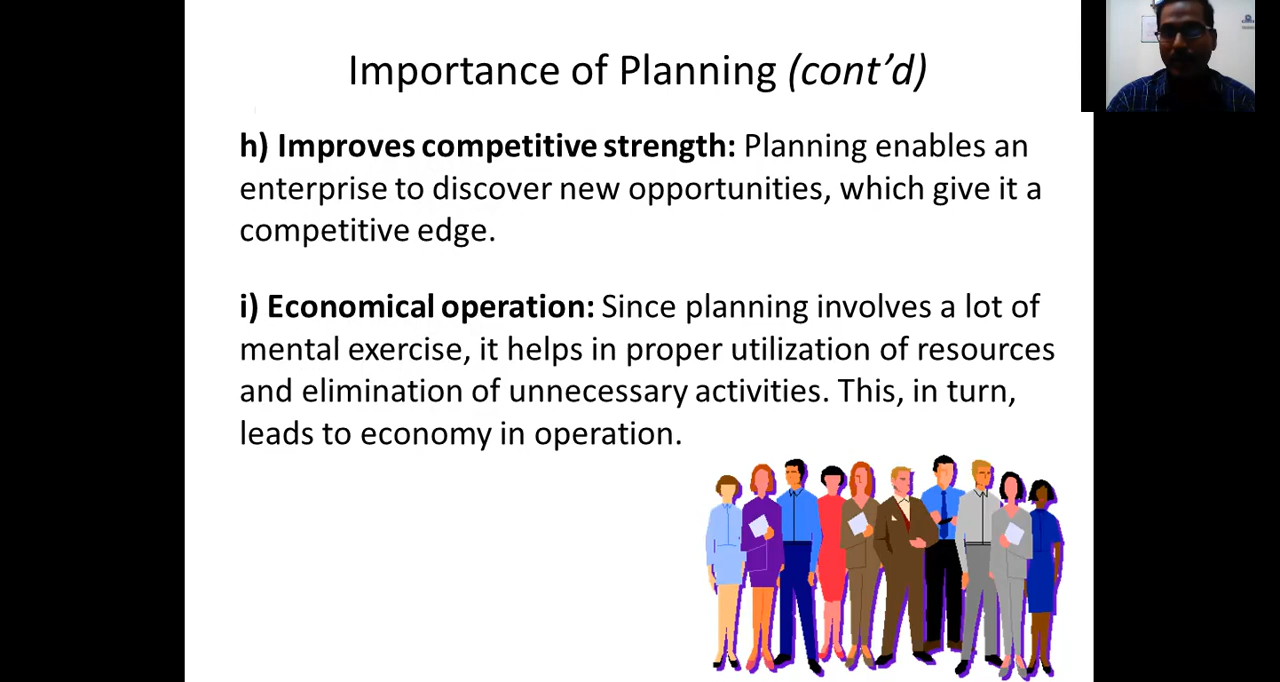 Importance of Planning (cont’d)
h) Improves competitive strength: Planning enables an
enterprise to discover new opportunities, which give it a
competitive edge.
i) Economical operation: Since planning involves a lot of
mental exercise, it helps in proper utilization of resources
and elimination of unnecessary activities. This, in turn,
leads to economy in operation.